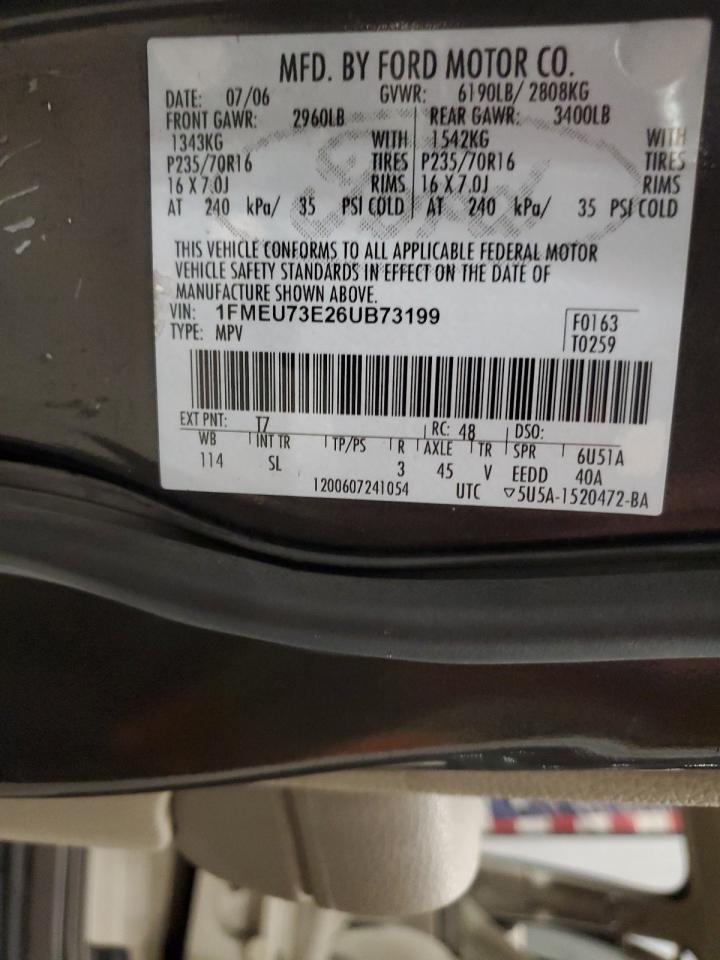 MFD. BY FORD MOTOR CO.
DATE: 07/06 GVWR: 6190LB/ 2808KG
FRONT GAWR: 2960LB REAR GAWR: 3400LB
1343KG WITH 1542KG WITH
P235/70R16 TIRES P235/70R16 TIRES
16 X 7.0J RIMS 16 X 7.0J RIMS
AT 240 kPa/ 35 PSI COLD AT 240 kPa/ 35 PSI COLD
THIS VEHICLE CONFORMS TO ALL APPLICABLE FEDERAL MOTOR
VEHICLE SAFETY STANDARDS IN EFFECT ON THE DATE OF
MANUFACTURE SHOWN ABOVE.
VIN: 1FMEU73E26UB73199
TYPE: MPV
F0163
T0259
EXT PNT: T7 RC: 48 DSO:
WB INT TR TP/PS R AXLE TR SPR 6U51A
114 SL 3 45 V EEDD 40A
1200607241054 UTC ▽5U5A-1520472-BA